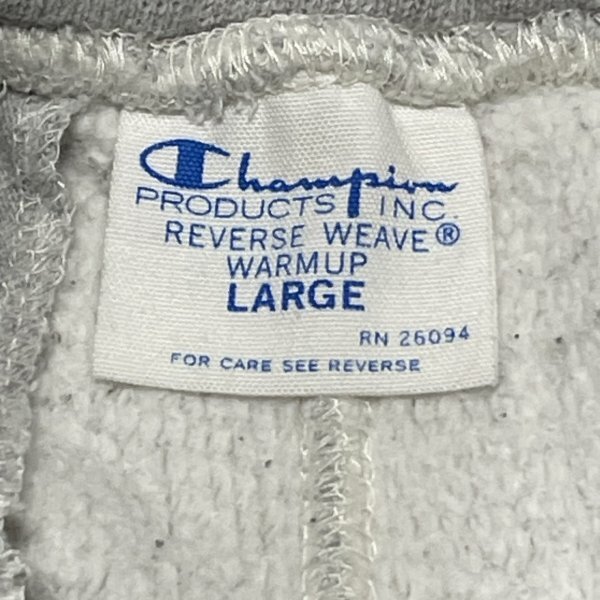 Champion
PRODUCTS INC.
REVERSE WEAVE®
WARMUP
LARGE
RN 26094
FOR CARE SEE REVERSE